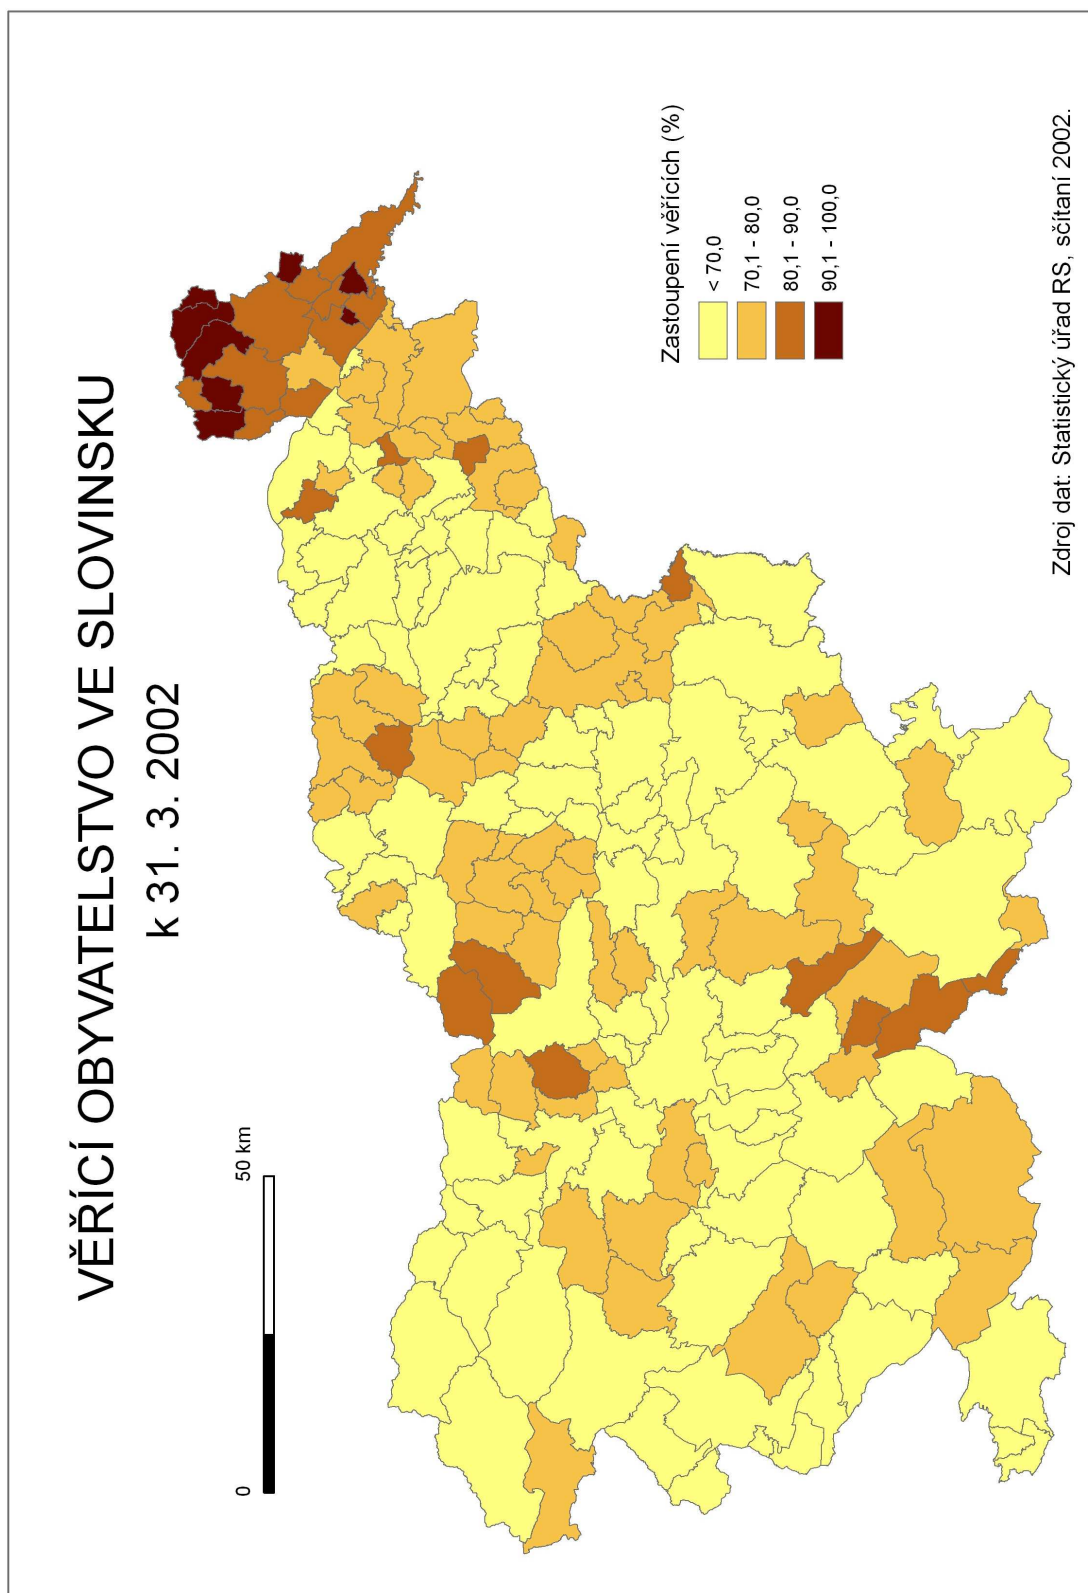 VĚŘÍCÍ OBYVATELSTVO VE SLOVINSKU
k 31. 3. 2002
0
50 km
Zastoupení věřících (%)
< 70,0
70,1 - 80,0
80,1 - 90,0
90,1 - 100,0
Zdroj dat: Statistický úřad RS, sčítaní 2002.